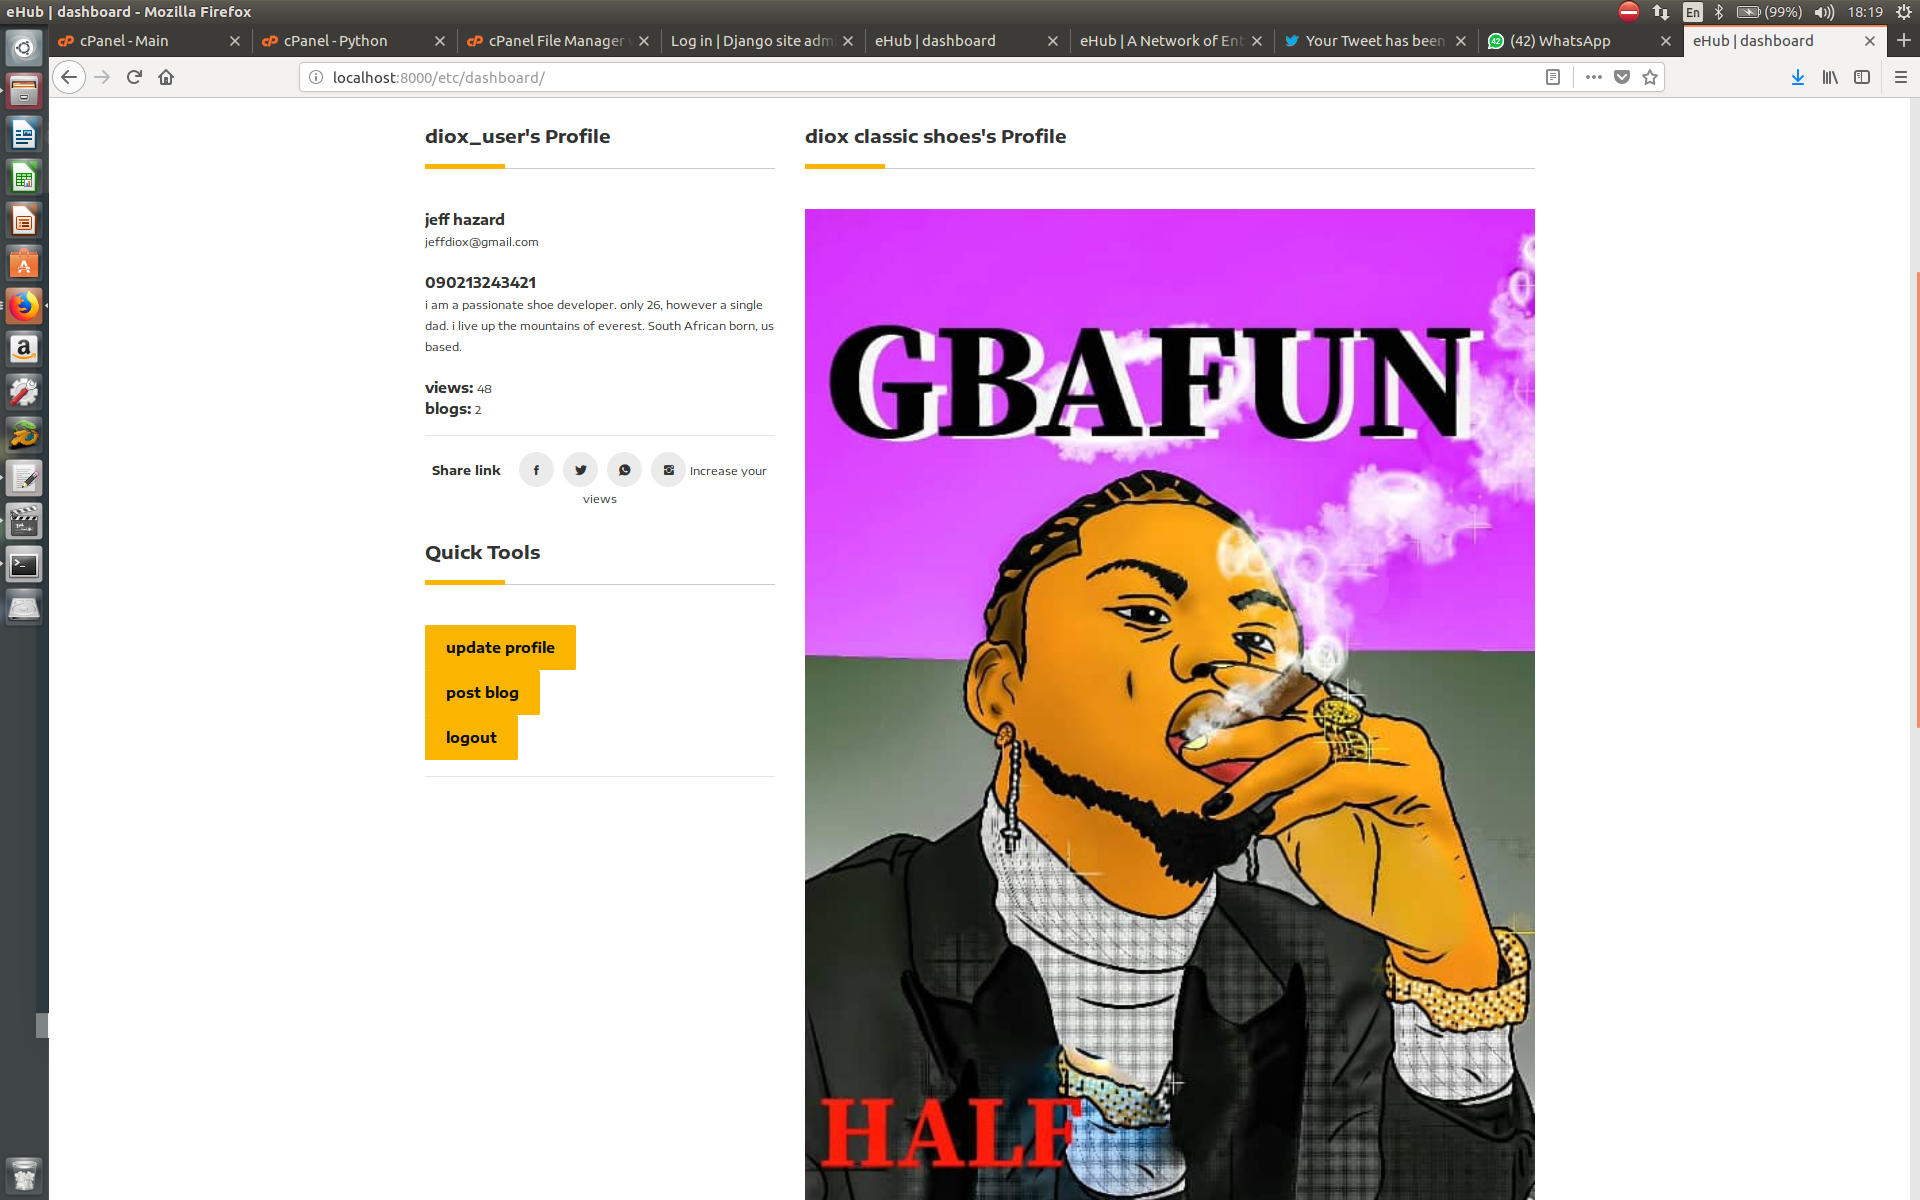 eHub | dashboard - Mozilla Firefox
En
(99%)
18:19
cPanel - Main
cPanel - Python
cPanel File Manager
Log in | Django site adm
eHub | dashboard
eHub | A Network of Ent
Your Tweet has been
42
(42) WhatsApp
eHub | dashboard
localhost:8000/etc/dashboard/
diox_user's Profile
diox classic shoes's Profile
jeff hazard
jeffdiox@gmail.com
090213243421
i am a passionate shoe developer. only 26, however a single
dad. i live up the mountains of everest. South African born, us
based.
views: 48
blogs: 2
Share link
Increase your
views
Quick Tools
update profile
post blog
logout
GBAFUN
HALF